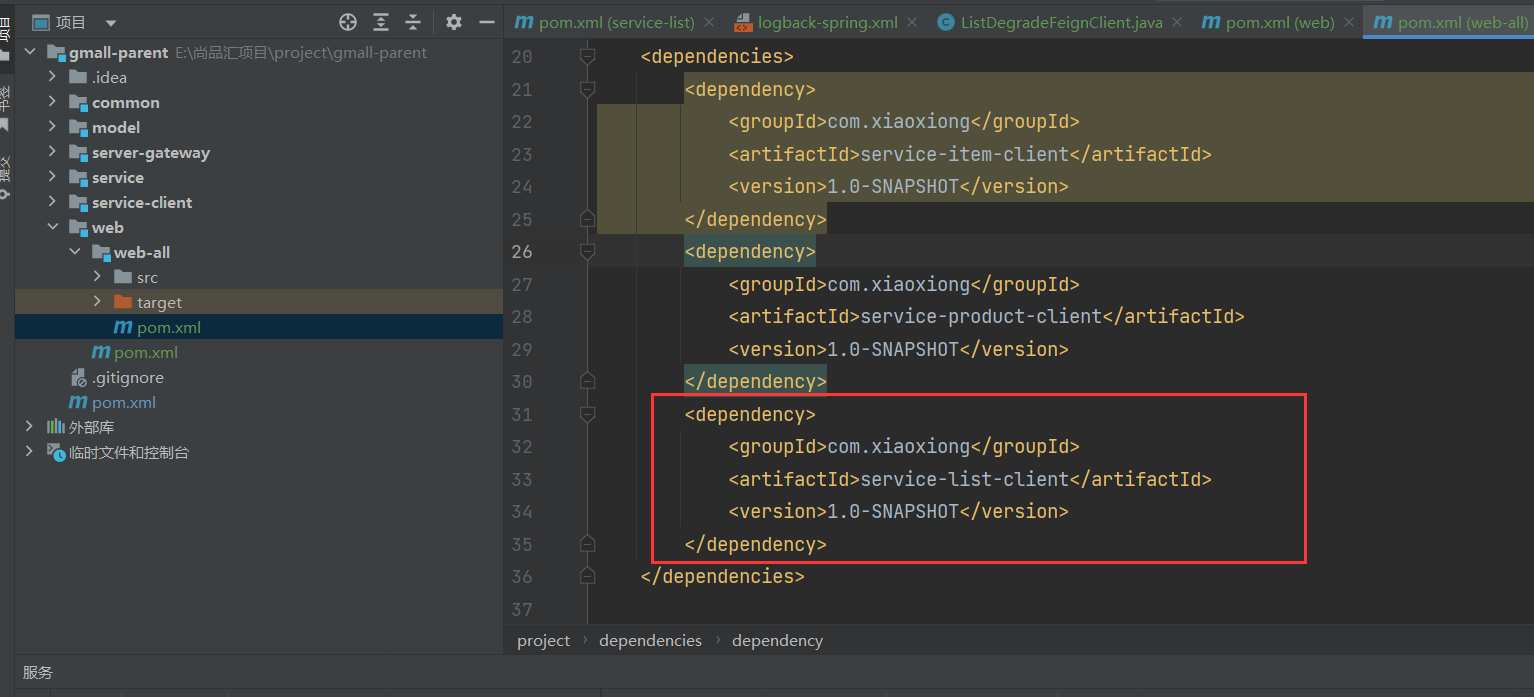 项目
pom.xml (service-list)
logback-spring.xml
ListDegradeFeignClient.java
pom.xml (web)
pom.xml (web-all)
gmall-parent E:\尚品汇项目\project\gmall-parent
.idea
common
model
server-gateway
service
service-client
web
web-all
src
target
pom.xml
pom.xml
.gitignore
pom.xml
外部库
临时文件和控制台
项目
书签
提交
20 <dependencies>
21 <dependency>
22 <groupId>com.xiaoxiong</groupId>
23 <artifactId>service-item-client</artifactId>
24 <version>1.0-SNAPSHOT</version>
25 </dependency>
26 <dependency>
27 <groupId>com.xiaoxiong</groupId>
28 <artifactId>service-product-client</artifactId>
29 <version>1.0-SNAPSHOT</version>
30 </dependency>
31 <dependency>
32 <groupId>com.xiaoxiong</groupId>
33 <artifactId>service-list-client</artifactId>
34 <version>1.0-SNAPSHOT</version>
35 </dependency>
36 </dependencies>
37
project › dependencies › dependency
服务